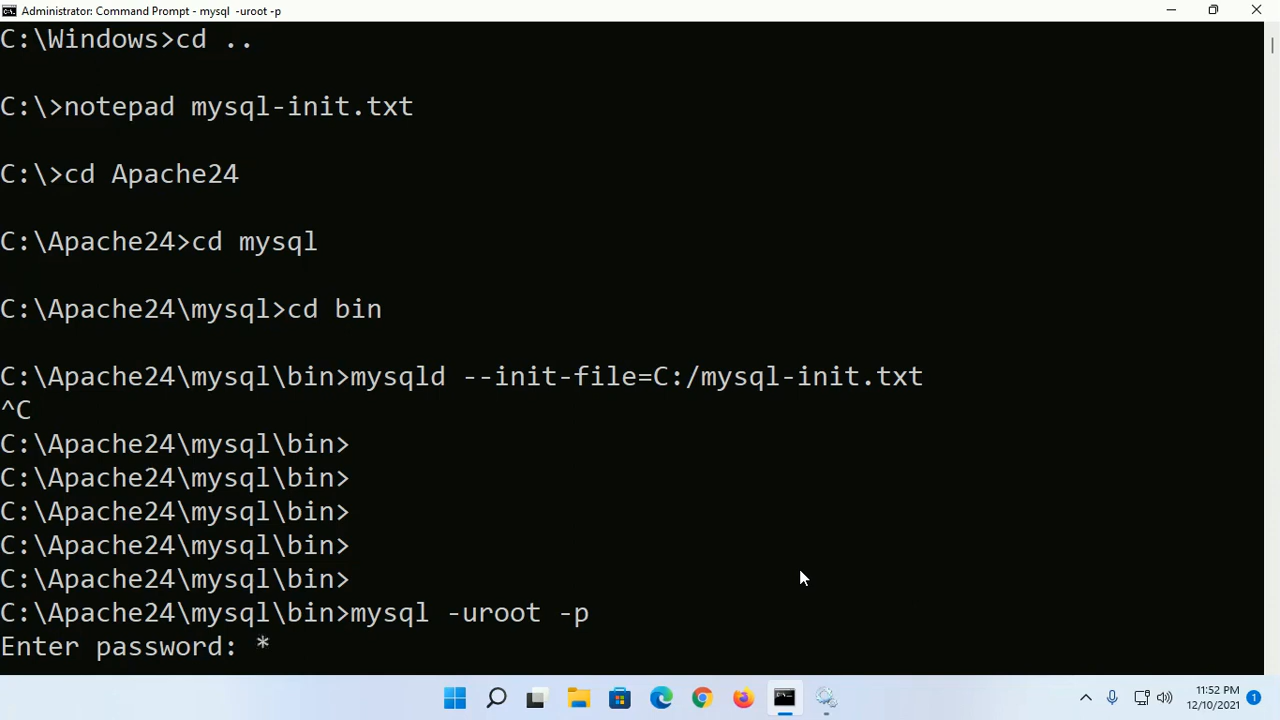 Administrator: Command Prompt - mysql  -uroot -p
C:\Windows>cd ..
C:\>notepad mysql-init.txt
C:\>cd Apache24
C:\Apache24>cd mysql
C:\Apache24\mysql>cd bin
C:\Apache24\mysql\bin>mysqld --init-file=C:/mysql-init.txt
^C
C:\Apache24\mysql\bin>
C:\Apache24\mysql\bin>
C:\Apache24\mysql\bin>
C:\Apache24\mysql\bin>
C:\Apache24\mysql\bin>
C:\Apache24\mysql\bin>mysql -uroot -p
Enter password: *
11:52 PM
12/10/2021
1